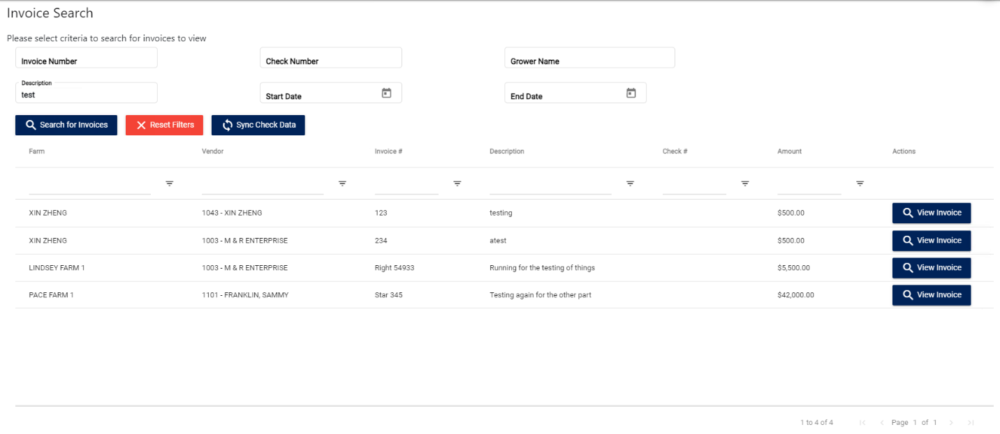 Invoice Search
Please select criteria to search for invoices to view
Invoice Number Check Number Grower Name
Description
test Start Date End Date
Search for Invoices Reset Filters Sync Check Data
Farm Vendor Invoice # Description Check # Amount Actions
XIN ZHENG 1043 - XIN ZHENG 123 testing $500.00 View Invoice
XIN ZHENG 1003 - M & R ENTERPRISE 234 atest $500.00 View Invoice
LINDSEY FARM 1 1003 - M & R ENTERPRISE Right 54933 Running for the testing of things $5,500.00 View Invoice
PACE FARM 1 1101 - FRANKLIN, SAMMY Star 345 Testing again for the other part $42,000.00 View Invoice
1 to 4 of 4 Page 1 of 1